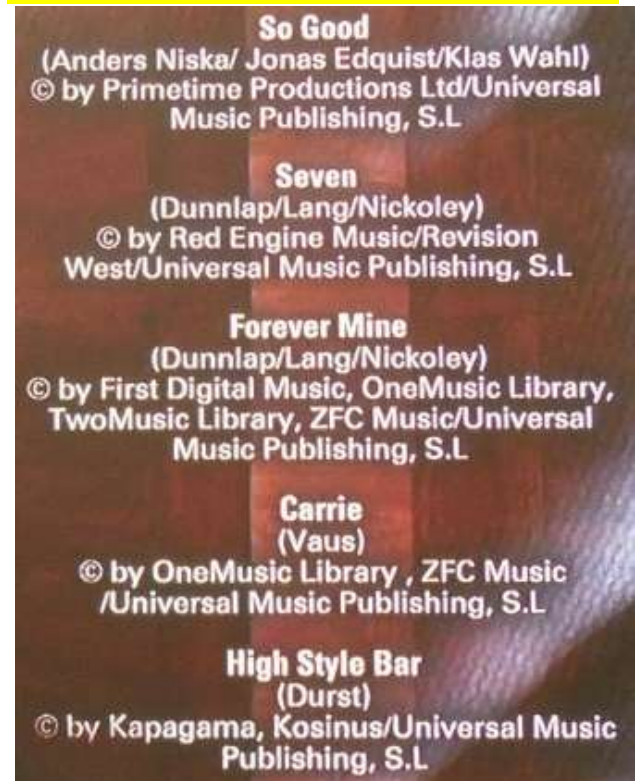 So Good
(Anders Niska/ Jonas Edquist/Klas Wahl)
© by Primetime Productions Ltd/Universal
Music Publishing, S.L
Seven
(Dunnlap/Lang/Nickoley)
© by Red Engine Music/Revision
West/Universal Music Publishing, S.L
Forever Mine
(Dunnlap/Lang/Nickoley)
© by First Digital Music, OneMusic Library,
TwoMusic Library, ZFC Music/Universal
Music Publishing, S.L
Carrie
(Vaus)
© by OneMusic Library , ZFC Music
/Universal Music Publishing, S.L
High Style Bar
(Durst)
© by Kapagama, Kosinus/Universal Music
Publishing, S.L